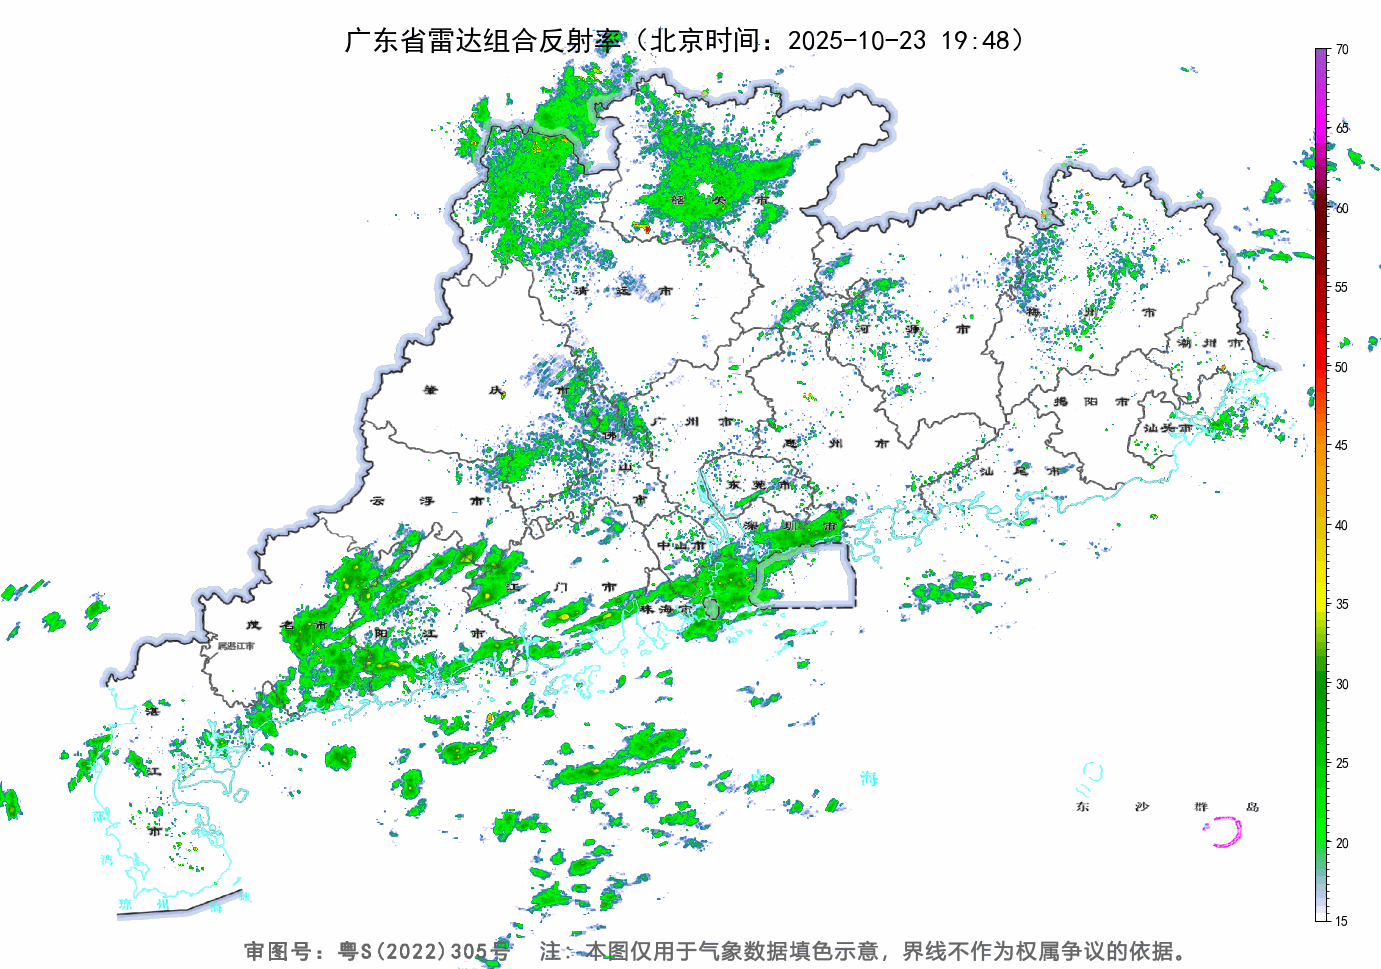 广东省雷达组合反射率（北京时间：2025-10-23 19:48）
70
65
60
55
50
45
40
35
30
25
20
15
韶 关 市
清 远 市
河 源 市
梅 州 市
潮 州 市
肇 庆 市
揭 阳 市
汕头市
广 州 市
佛 山 市
惠 州 市
汕 尾 市
云 浮 市
东 莞 市
深 圳 市
中山市
江 门 市
珠海市
茂 名 市
阳 江 市
属湛江市
湛 江 市
南 海
东 沙 群 岛
湾
琼 州 海 峡
审图号：粤S(2022)305号 注：本图仅用于气象数据填色示意，界线不作为权属争议的依据。